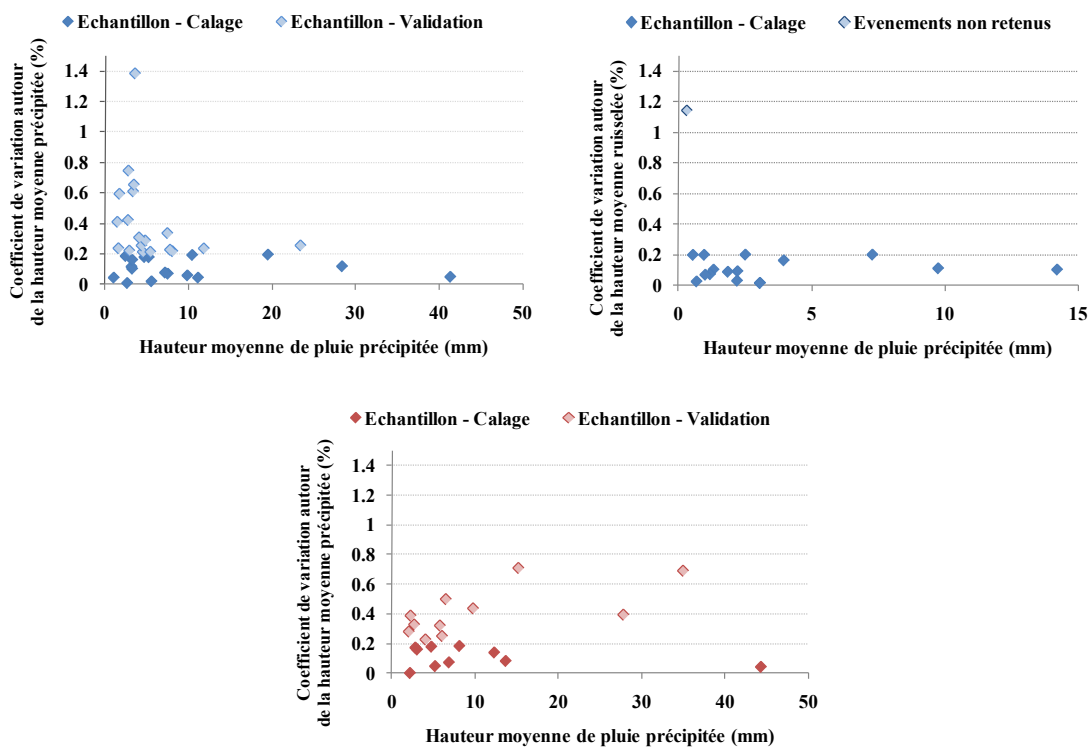 Echantillon - Calage
Echantillon - Validation
Coefficient de variation autour
de la hauteur moyenne précipitée (%)
1.4
1.2
1
0.8
0.6
0.4
0.2
0
0
10
20
30
40
50
Hauteur moyenne de pluie précipitée (mm)
Echantillon - Calage
Evenements non retenus
Coefficient de variation autour
de la hauteur moyenne ruisselée (%)
1.4
1.2
1
0.8
0.6
0.4
0.2
0
0
5
10
15
Hauteur moyenne de pluie précipitée (mm)
Echantillon - Calage
Echantillon - Validation
Coefficient de variation autour
de la hauteur moyenne précipitée (%)
1.4
1.2
1
0.8
0.6
0.4
0.2
0
0
10
20
30
40
50
Hauteur moyenne de pluie précipitée (mm)